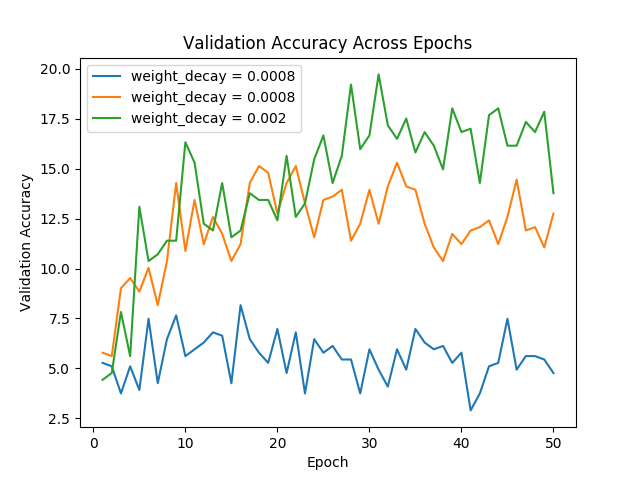 Validation Accuracy Across Epochs
weight_decay = 0.0008
weight_decay = 0.0008
weight_decay = 0.002
Validation Accuracy
20.0
17.5
15.0
12.5
10.0
7.5
5.0
2.5
0 10 20 30 40 50
Epoch